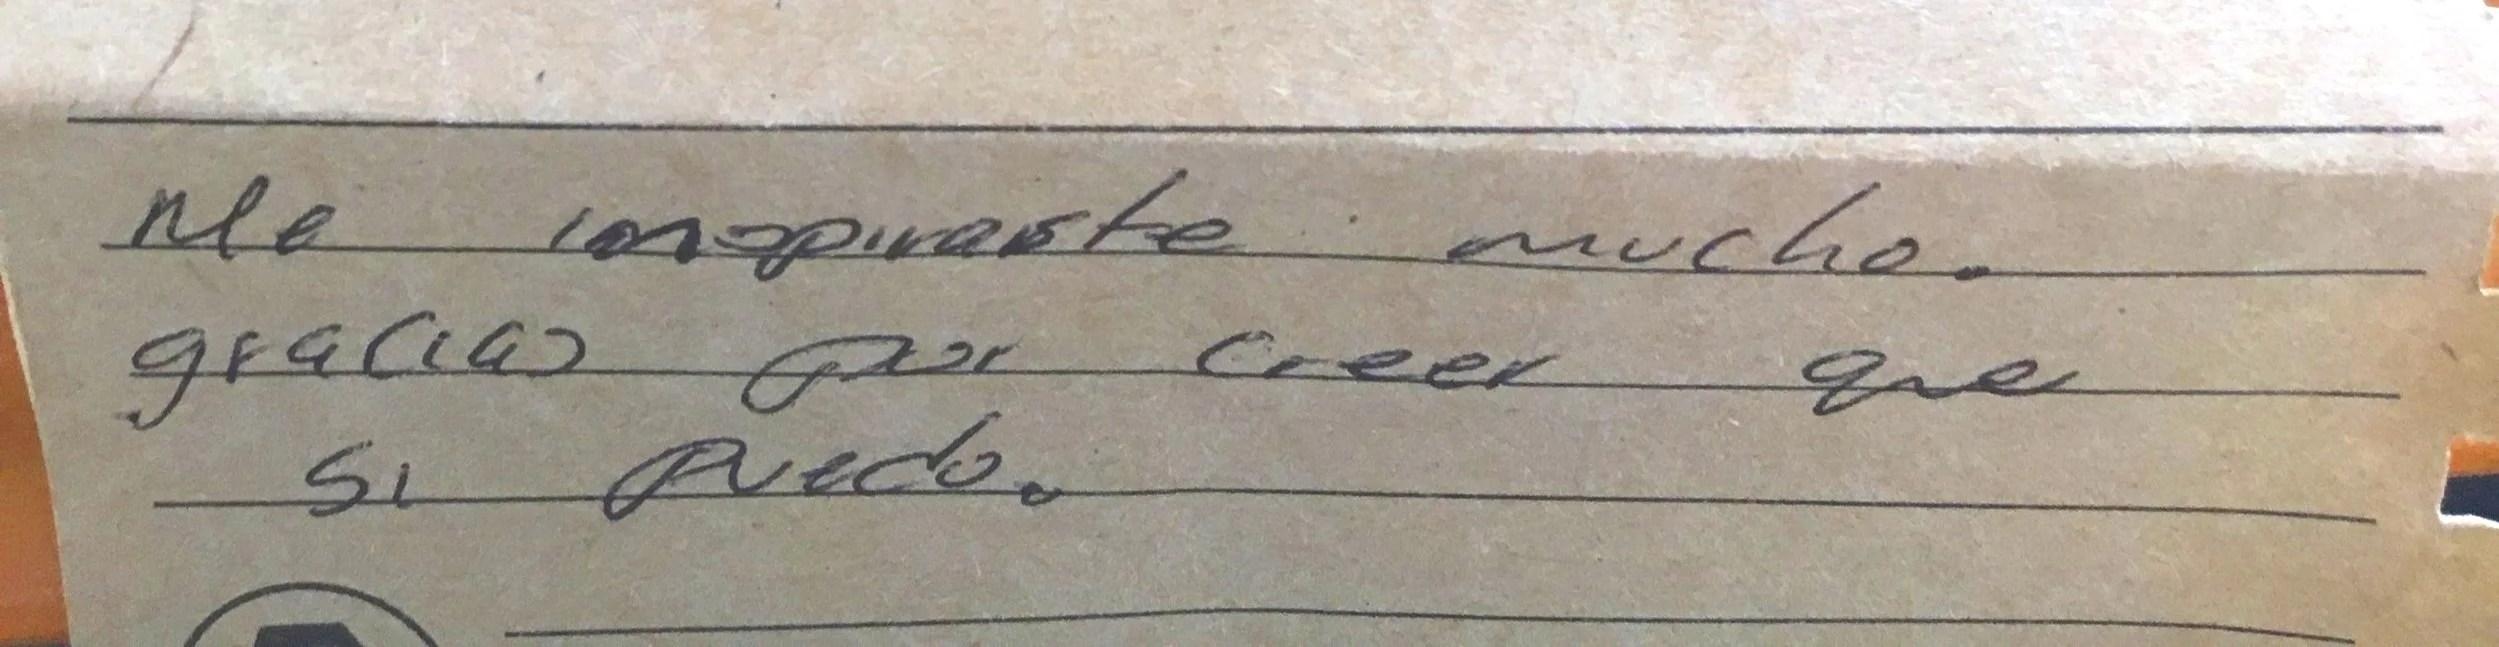 Me inspiraste mucho.
gracias por creer que
si puedo.